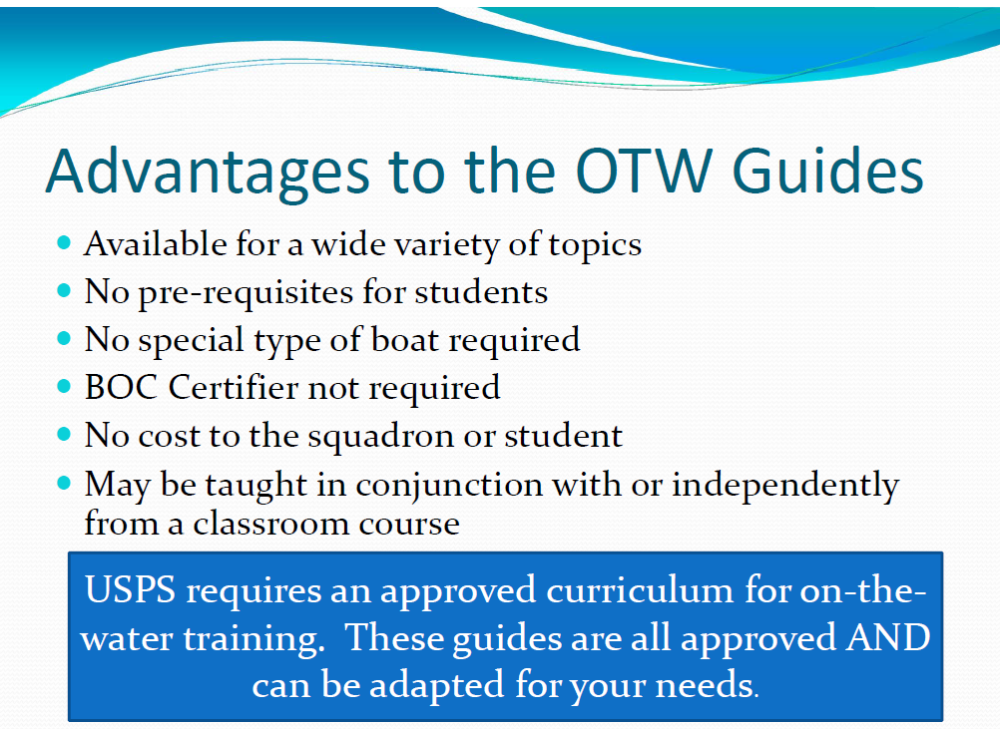 Advantages to the OTW Guides
• Available for a wide variety of topics
• No pre-requisites for students
• No special type of boat required
• BOC Certifier not required
• No cost to the squadron or student
• May be taught in conjunction with or independently
from a classroom course
USPS requires an approved curriculum for on-the-
water training.  These guides are all approved AND
can be adapted for your needs.